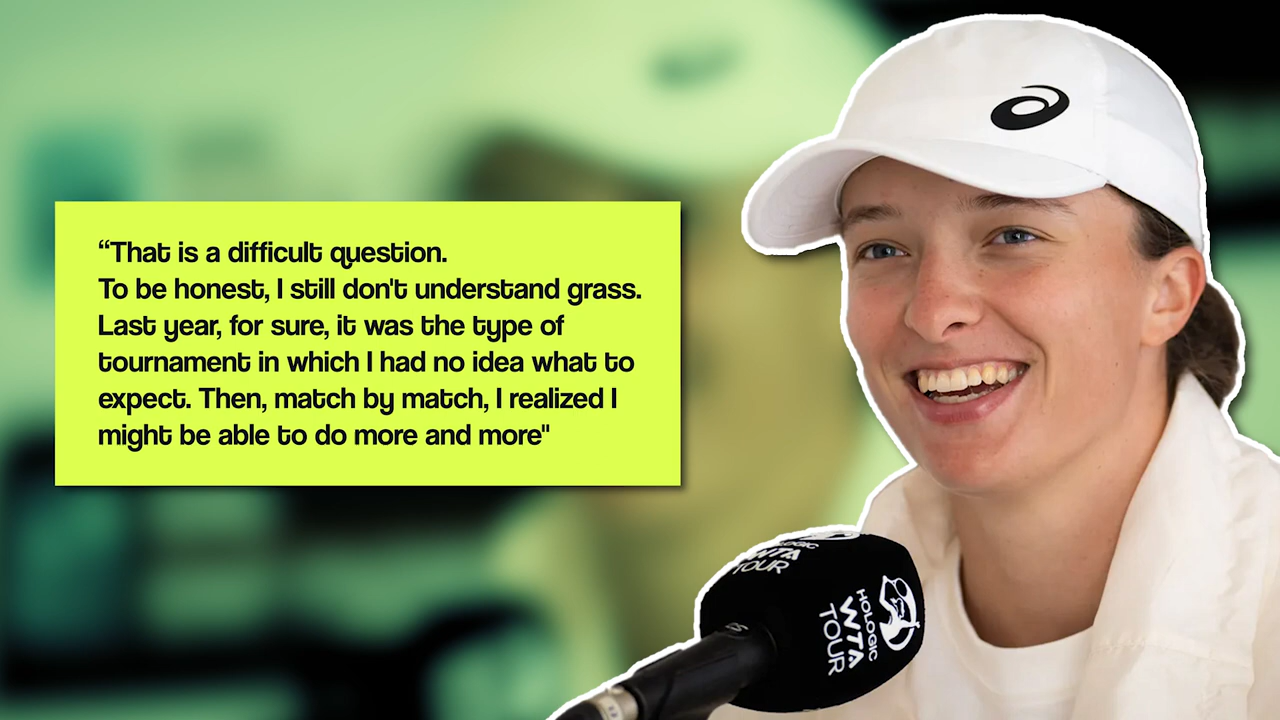 “That is a difficult question.
To be honest, I still don't understand grass.
Last year, for sure, it was the type of
tournament in which I had no idea what to
expect. Then, match by match, I realized I
might be able to do more and more"
WTA
TOUR
HOLOGIC
WTA
TOUR